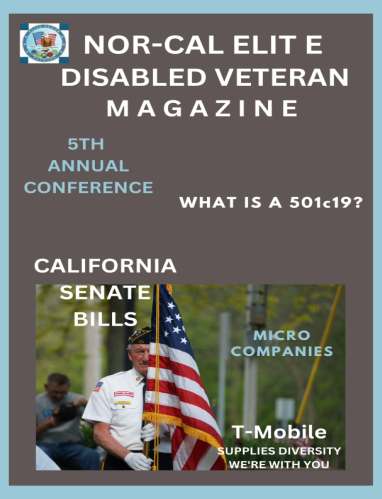 NOR-CAL ELIT E
DISABLED VETERAN
MAGAZINE
5TH
ANNUAL
CONFERENCE
WHAT IS A 501c19?
CALIFORNIA
SENATE
BILLS
MICRO
COMPANIES
T-Mobile
SUPPLIES DIVERSITY
WE'RE WITH YOU